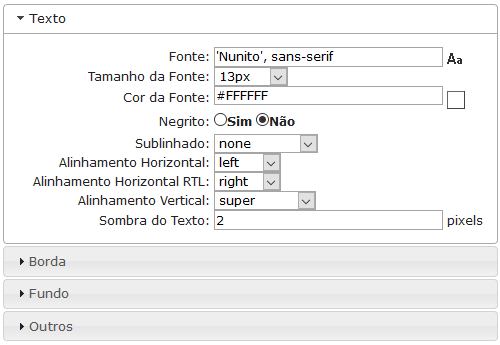 Texto
Fonte: 'Nunito', sans-serif Aa
Tamanho da Fonte: 13px
Cor da Fonte: #FFFFFF
Negrito: Sim Não
Sublinhado: none
Alinhamento Horizontal: left
Alinhamento Horizontal RTL: right
Alinhamento Vertical: super
Sombra do Texto: 2 pixels
Borda
Fundo
Outros